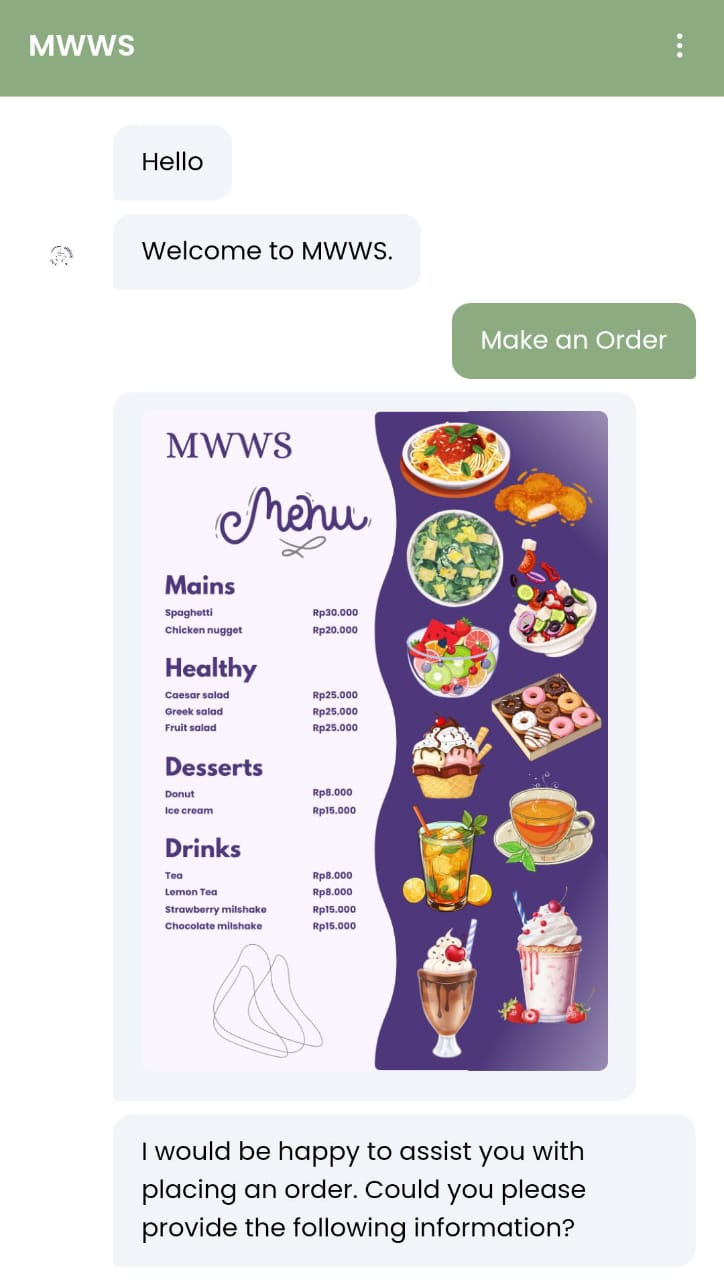 MWWS
Hello
Welcome to MWWS.
Make an Order
MWWS
Menu
Mains
Spaghetti Rp30.000
Chicken nugget Rp20.000
Healthy
Caesar salad Rp25.000
Greek salad Rp25.000
Fruit salad Rp25.000
Desserts
Donut Rp8.000
Ice cream Rp15.000
Drinks
Tea Rp8.000
Lemon Tea Rp8.000
Strawberry milshake Rp15.000
Chocolate milshake Rp15.000
I would be happy to assist you with
placing an order. Could you please
provide the following information?